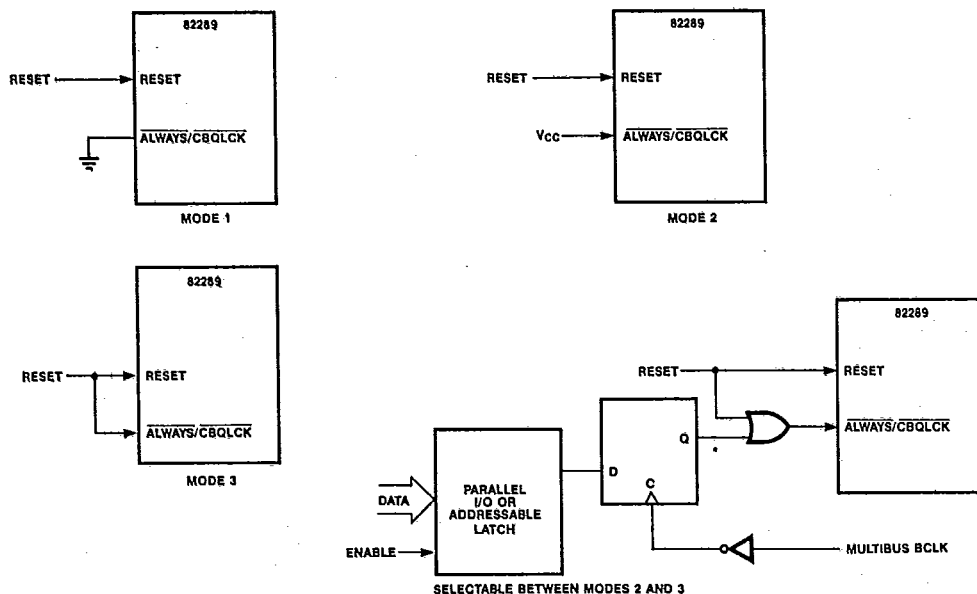 82289
RESET
RESET
ALWAYS/CBQLCK
MODE 1
82289
RESET
RESET
VCC
ALWAYS/CBQLCK
MODE 2
82289
RESET
RESET
ALWAYS/CBQLCK
MODE 3
82289
RESET
RESET
ALWAYS/CBQLCK
Q
D
C
DATA
PARALLEL
I/O OR
ADDRESSABLE
LATCH
ENABLE
MULTIBUS BCLK
SELECTABLE BETWEEN MODES 2 AND 3